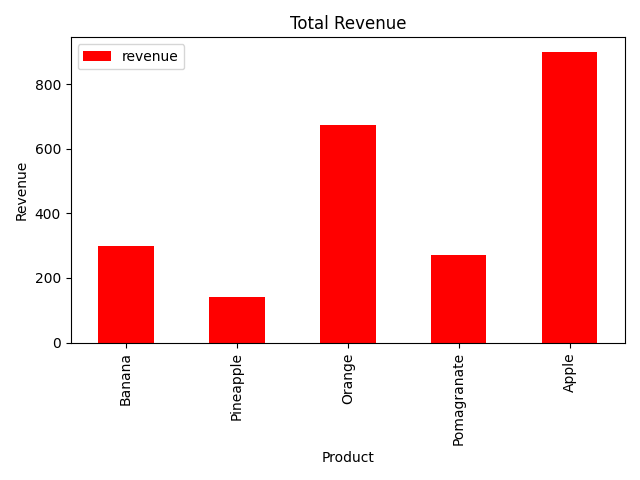 Total Revenue
revenue
Revenue
800
600
400
200
0
Banana
Pineapple
Orange
Pomagranate
Apple
Product